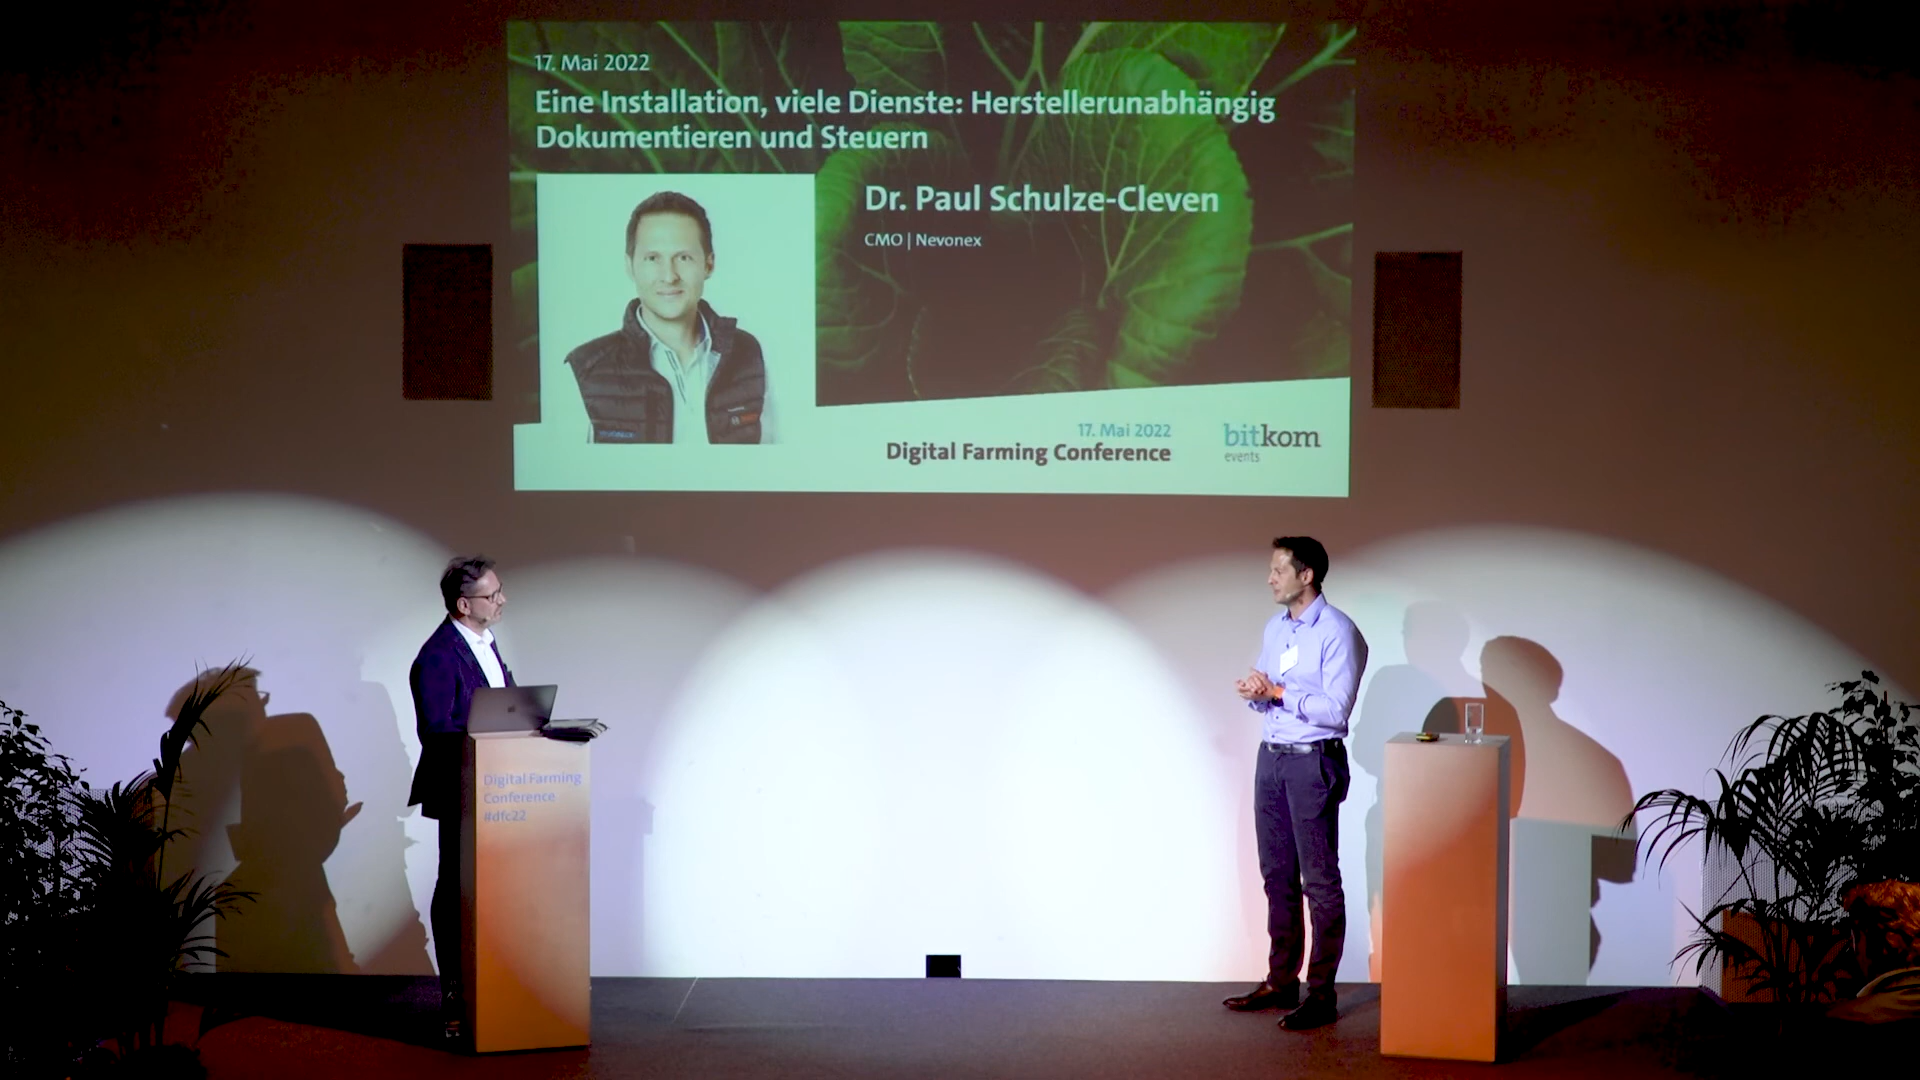 17. Mai 2022
Eine Installation, viele Dienste: Herstellerunabhängig
Dokumentieren und Steuern
Dr. Paul Schulze-Cleven
CMO | Nevonex
17. Mai 2022
Digital Farming Conference
bitkom
events
Digital Farming
Conference
#dfc22